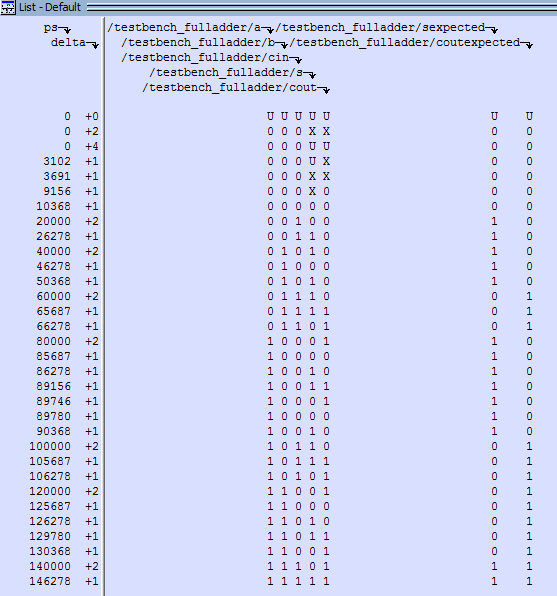 List - Default
ps /testbench_fulladder/a /testbench_fulladder/sexpected
delta /testbench_fulladder/b /testbench_fulladder/coutexpected
/testbench_fulladder/cin
/testbench_fulladder/s
/testbench_fulladder/cout
0 +0 U U U U U U U
0 +2 0 0 0 X X 0 0
0 +4 0 0 0 U U 0 0
3102 +1 0 0 0 U X 0 0
3691 +1 0 0 0 X X 0 0
9156 +1 0 0 0 X 0 0 0
10368 +1 0 0 0 0 0 0 0
20000 +2 0 0 1 0 0 1 0
26278 +1 0 0 1 1 0 1 0
40000 +2 0 1 0 1 0 1 0
46278 +1 0 1 0 0 0 1 0
50368 +1 0 1 0 1 0 1 0
60000 +2 0 1 1 1 0 0 1
65687 +1 0 1 1 1 1 0 1
66278 +1 0 1 1 0 1 0 1
80000 +2 1 0 0 0 1 1 0
85687 +1 1 0 0 0 0 1 0
86278 +1 1 0 0 1 0 1 0
89156 +1 1 0 0 1 1 1 0
89746 +1 1 0 0 0 1 1 0
89780 +1 1 0 0 0 0 1 0
90368 +1 1 0 0 1 0 1 0
100000 +2 1 0 1 1 0 0 1
105687 +1 1 0 1 1 1 0 1
106278 +1 1 0 1 0 1 0 1
120000 +2 1 1 0 0 1 0 1
125687 +1 1 1 0 0 0 0 1
126278 +1 1 1 0 1 0 0 1
129780 +1 1 1 0 1 1 0 1
130368 +1 1 1 0 0 1 0 1
140000 +2 1 1 1 0 1 1 1
146278 +1 1 1 1 1 1 1 1